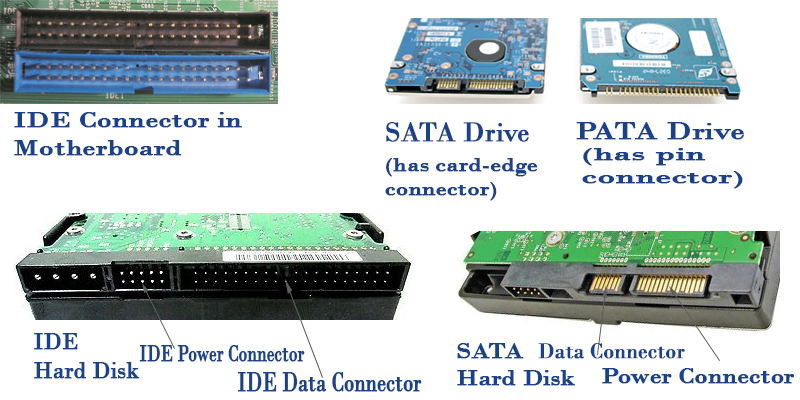 IDE1
IDE Connector in
Motherboard
SATA Drive
(has card-edge
connector)
PATA Drive
(has pin
connector)
IDE
Hard Disk
IDE Power Connector
IDE Data Connector
SATA
Hard Disk
Data Connector
Power Connector